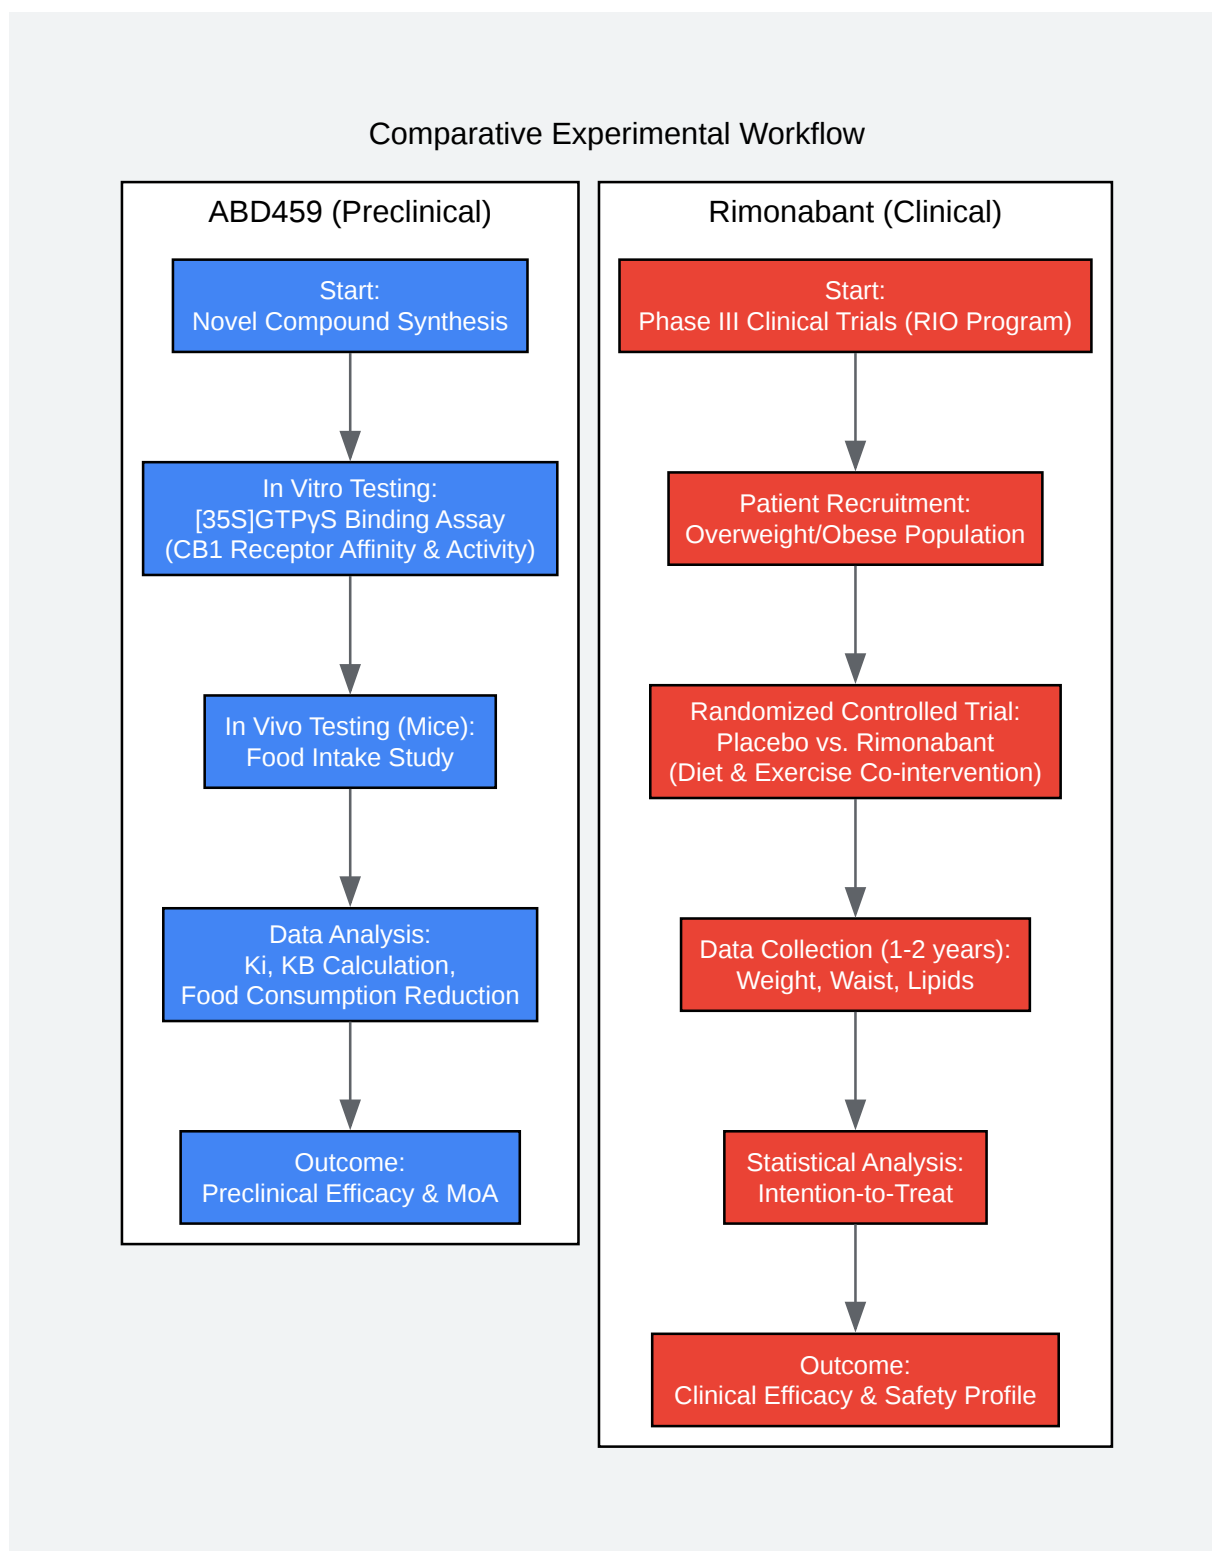 Comparative Experimental Workflow
ABD459 (Preclinical)
Start:
Novel Compound Synthesis
In Vitro Testing:
[35S]GTPγS Binding Assay
(CB1 Receptor Affinity & Activity)
In Vivo Testing (Mice):
Food Intake Study
Data Analysis:
Ki, KB Calculation,
Food Consumption Reduction
Outcome:
Preclinical Efficacy & MoA
Rimonabant (Clinical)
Start:
Phase III Clinical Trials (RIO Program)
Patient Recruitment:
Overweight/Obese Population
Randomized Controlled Trial:
Placebo vs. Rimonabant
(Diet & Exercise Co-intervention)
Data Collection (1-2 years):
Weight, Waist, Lipids
Statistical Analysis:
Intention-to-Treat
Outcome:
Clinical Efficacy & Safety Profile